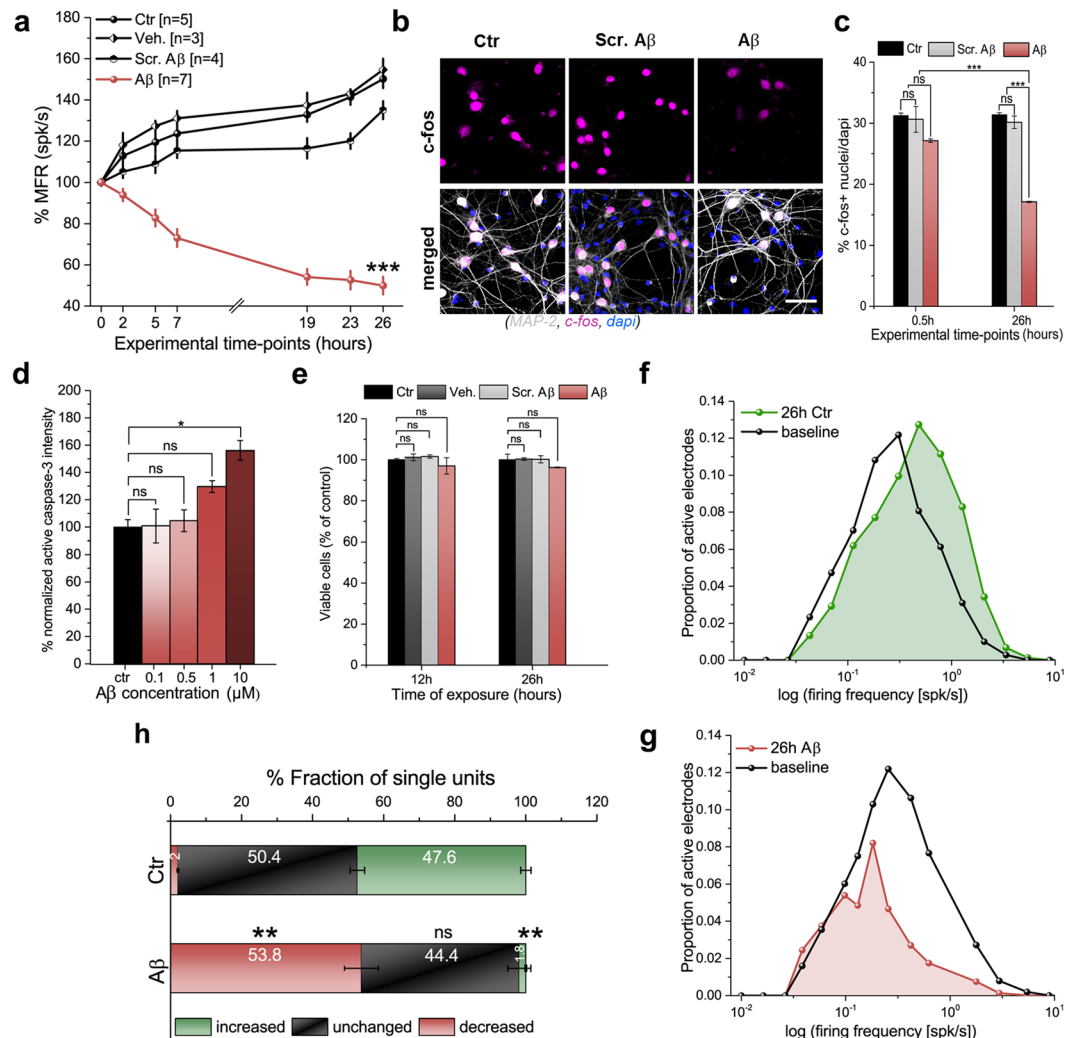 a
Ctr [n=5]
Veh. [n=3]
Scr. Aβ [n=4]
Aβ [n=7]
160
140
120
100
80
60
40
% MFR (spk/s)
***
0 2 5 7 19 23 26
Experimental time-points (hours)
b
Ctr Scr. Aβ Aβ
c-fos
merged
(MAP-2, c-fos, dapi)
c
Ctr Scr. Aβ Aβ
***
ns ns ns ***
40
30
20
10
0
% c-fos+ nuclei/dapi
0.5h 26h
Experimental time-points (hours)
d
200
180
160
140
120
100
80
60
40
20
0
% normalized active caspase-3 intensity
*
ns
ns
ns
ctr 0.1 0.5 1 10
Aβ concentration (µM)
e
Ctr Veh. Scr. Aβ Aβ
120
100
80
60
40
20
0
Viable cells (% of control)
ns ns
ns ns
ns ns
12h 26h
Time of exposure (hours)
f
26h Ctr
baseline
0.14
0.12
0.10
0.08
0.06
0.04
0.02
0.00
Proportion of active electrodes
10-2 10-1 100 101
log (firing frequency [spk/s])
h
% Fraction of single units
0 20 40 60 80 100 120
Ctr
2 50.4 47.6
** ns **
Aβ
53.8 44.4 1.8
increased unchanged decreased
g
26h Aβ
baseline
0.14
0.12
0.10
0.08
0.06
0.04
0.02
0.00
Proportion of active electrodes
10-2 10-1 100 101
log (firing frequency [spk/s])